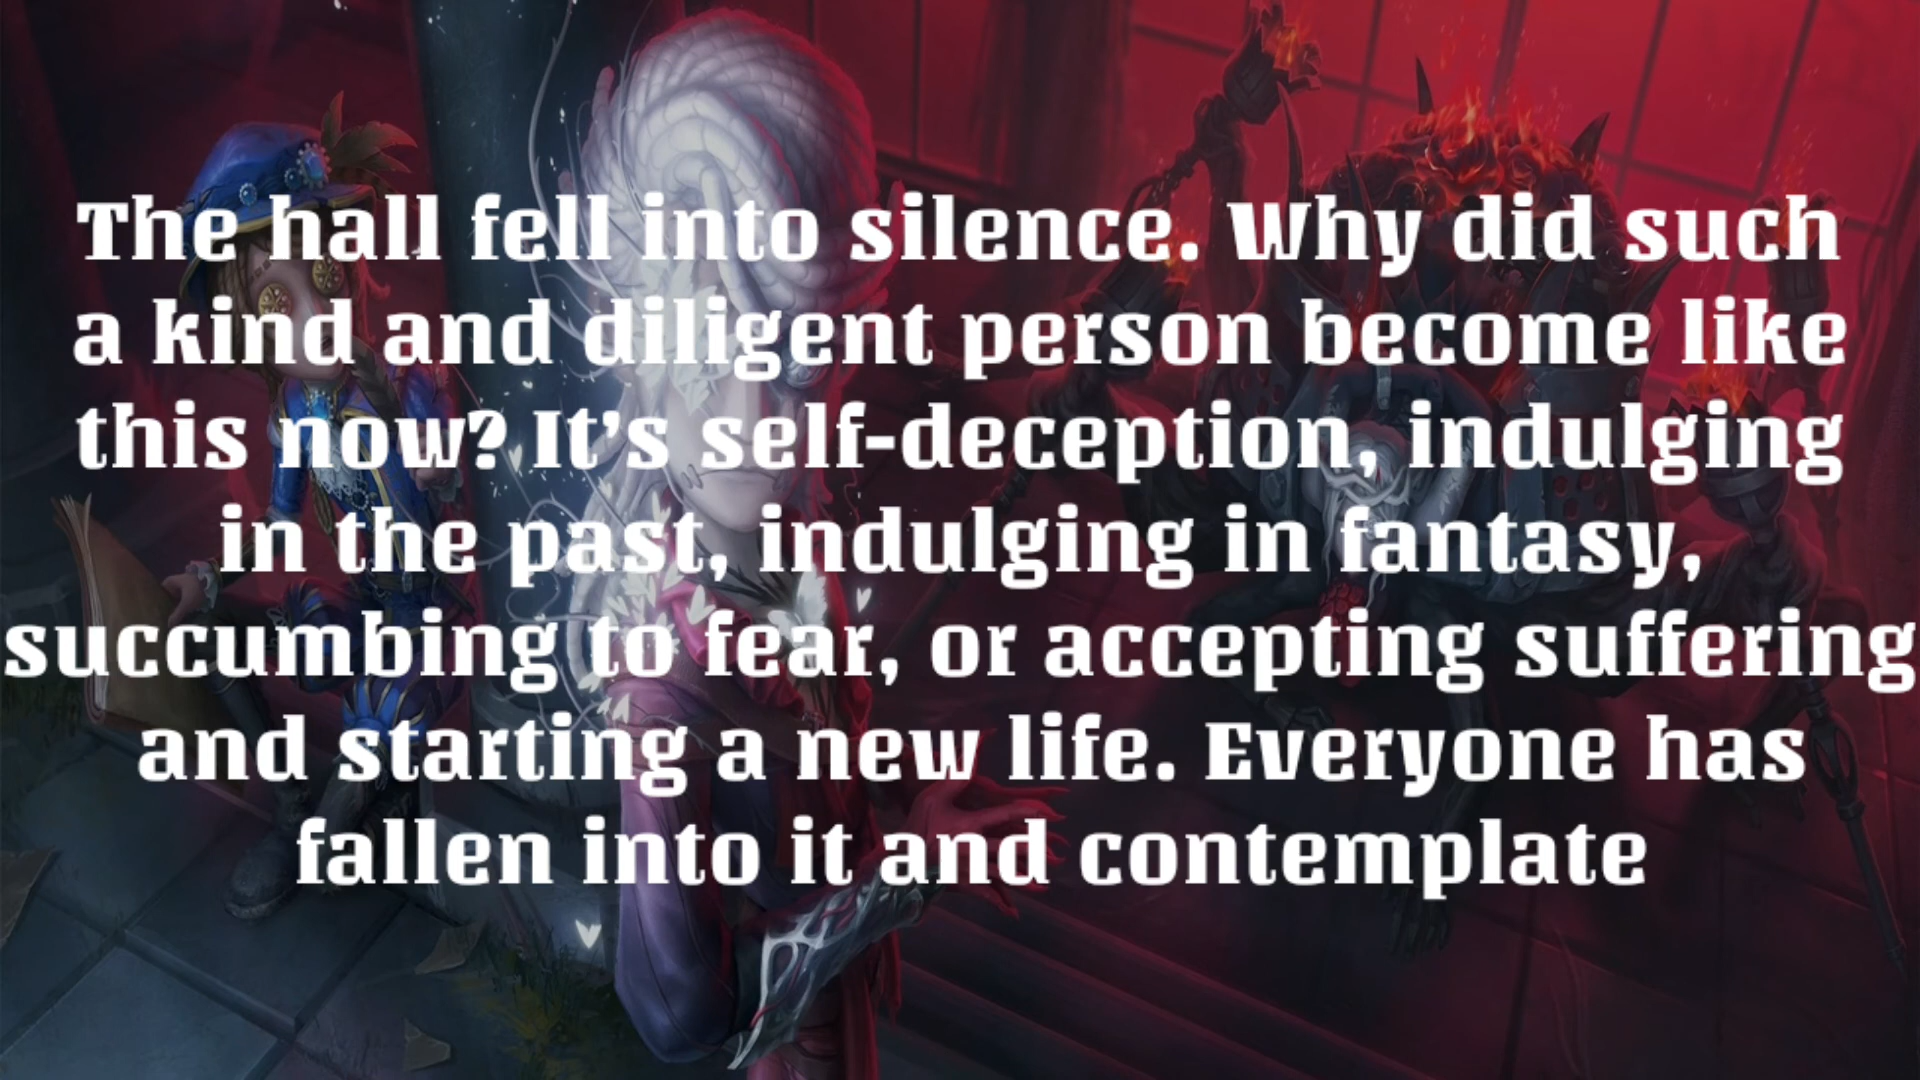 The hall fell into silence. Why did such
a kind and diligent person become like
this now? It’s self-deception, indulging
in the past, indulging in fantasy,
succumbing to fear, or accepting suffering
and starting a new life. Everyone has
fallen into it and contemplate